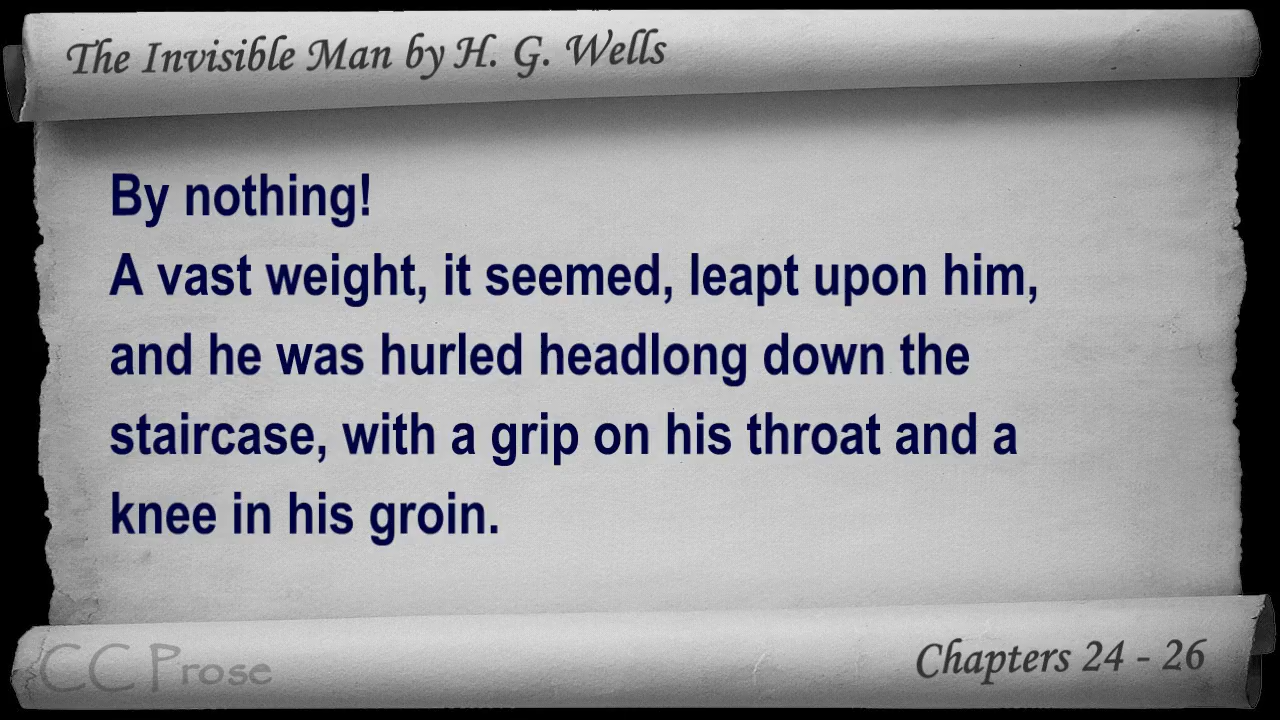 The Invisible Man by H. G. Wells
By nothing!
A vast weight, it seemed, leapt upon him,
and he was hurled headlong down the
staircase, with a grip on his throat and a
knee in his groin.
CC Prose
Chapters 24 - 26